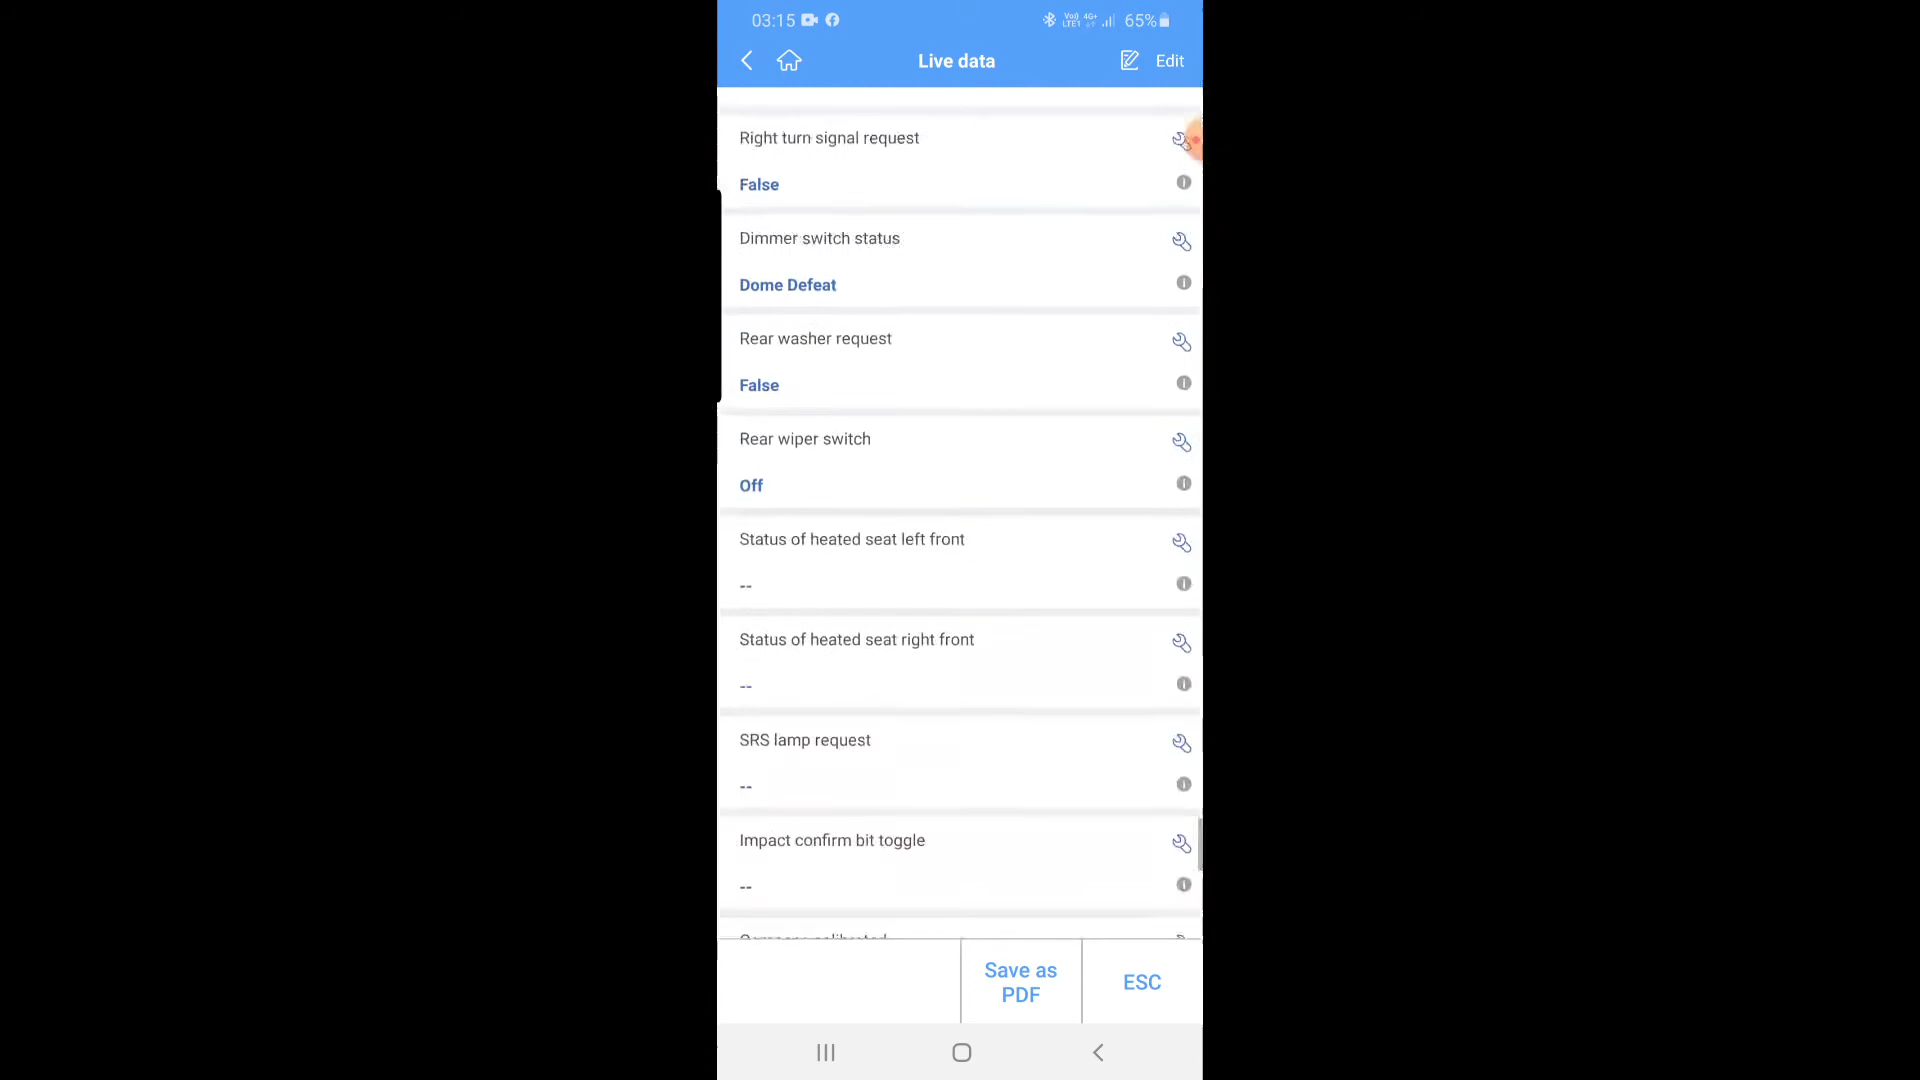 03:15 65%
Live data Edit
Right turn signal request
False
Dimmer switch status
Dome Defeat
Rear washer request
False
Rear wiper switch
Off
Status of heated seat left front
--
Status of heated seat right front
--
SRS lamp request
--
Impact confirm bit toggle
--
Save as
PDF
ESC